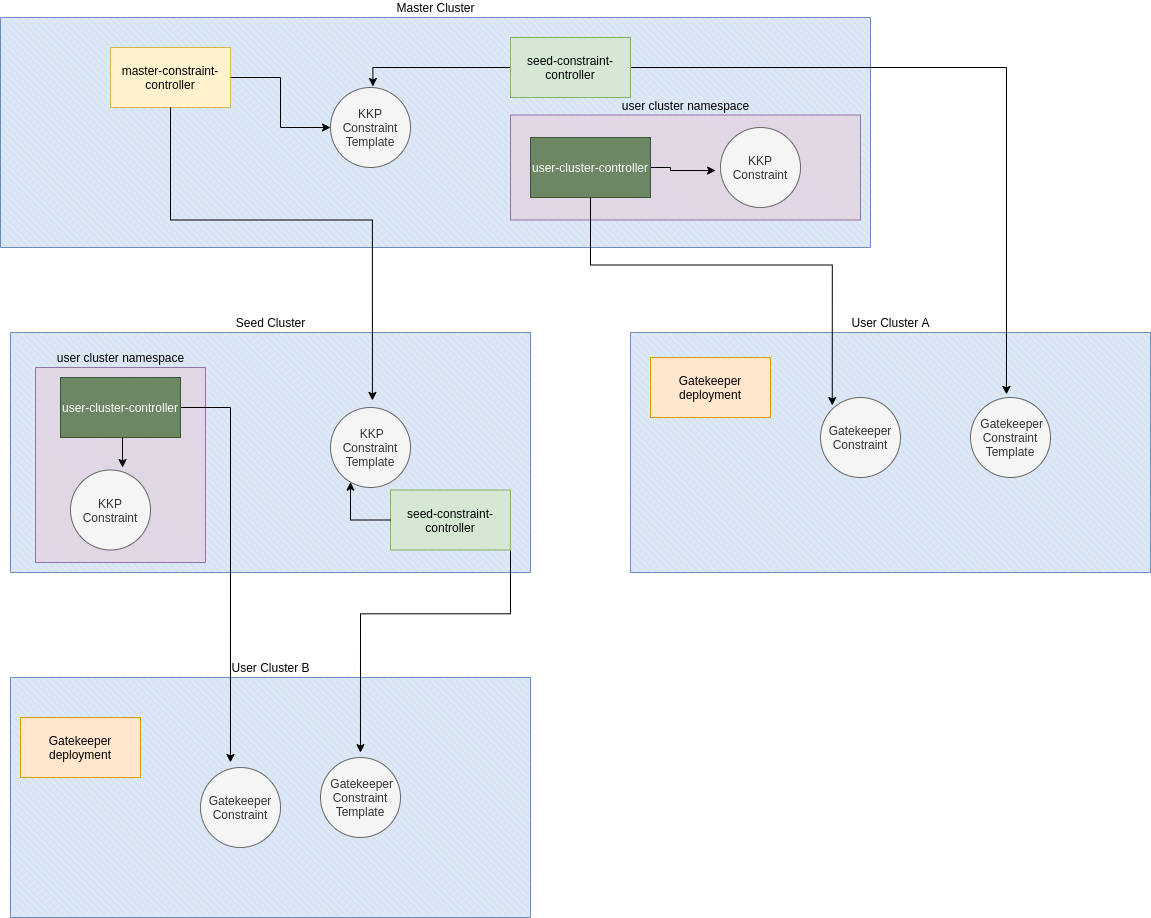 Master Cluster
master-constraint-
controller
KKP
Constraint
Template
seed-constraint-
controller
user cluster namespace
user-cluster-controller
KKP
Constraint
Seed Cluster
user cluster namespace
user-cluster-controller
KKP
Constraint
KKP
Constraint
Template
seed-constraint-
controller
User Cluster A
Gatekeeper
deployment
Gatekeeper
Constraint
Gatekeeper
Constraint
Template
User Cluster B
Gatekeeper
deployment
Gatekeeper
Constraint
Gatekeeper
Constraint
Template